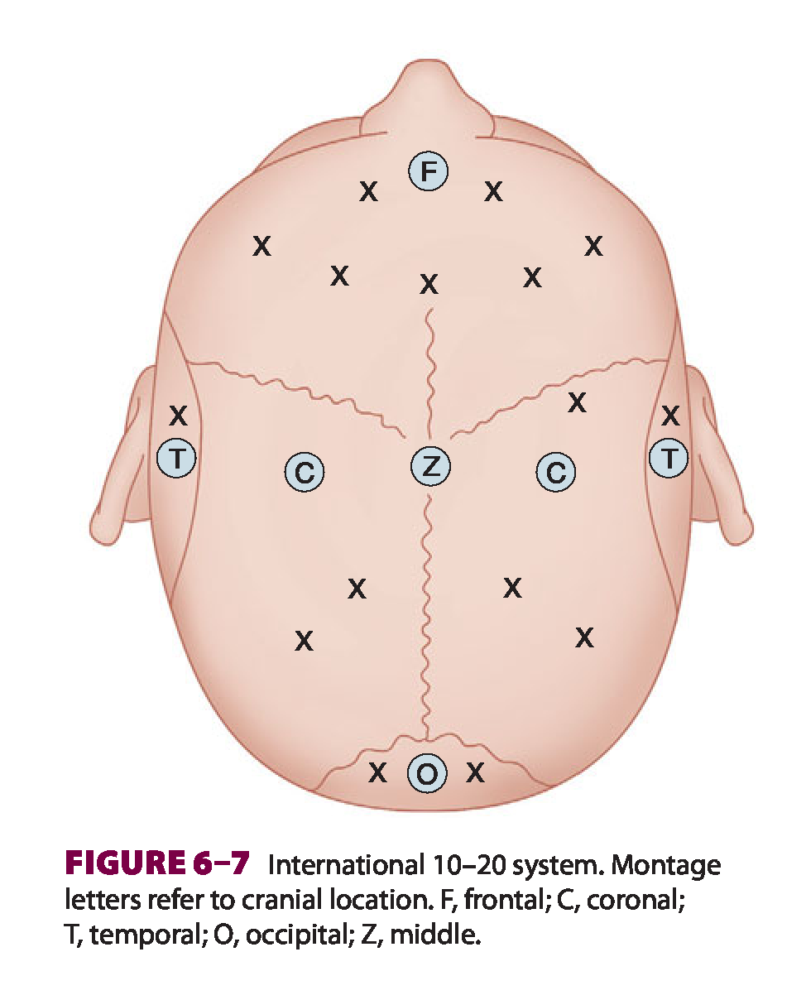 F
X X
X X
X X X
X
X X
T C Z C T
X X
X X
X O X
FIGURE 6–7 International 10–20 system. Montage
letters refer to cranial location. F, frontal; C, coronal;
T, temporal; O, occipital; Z, middle.